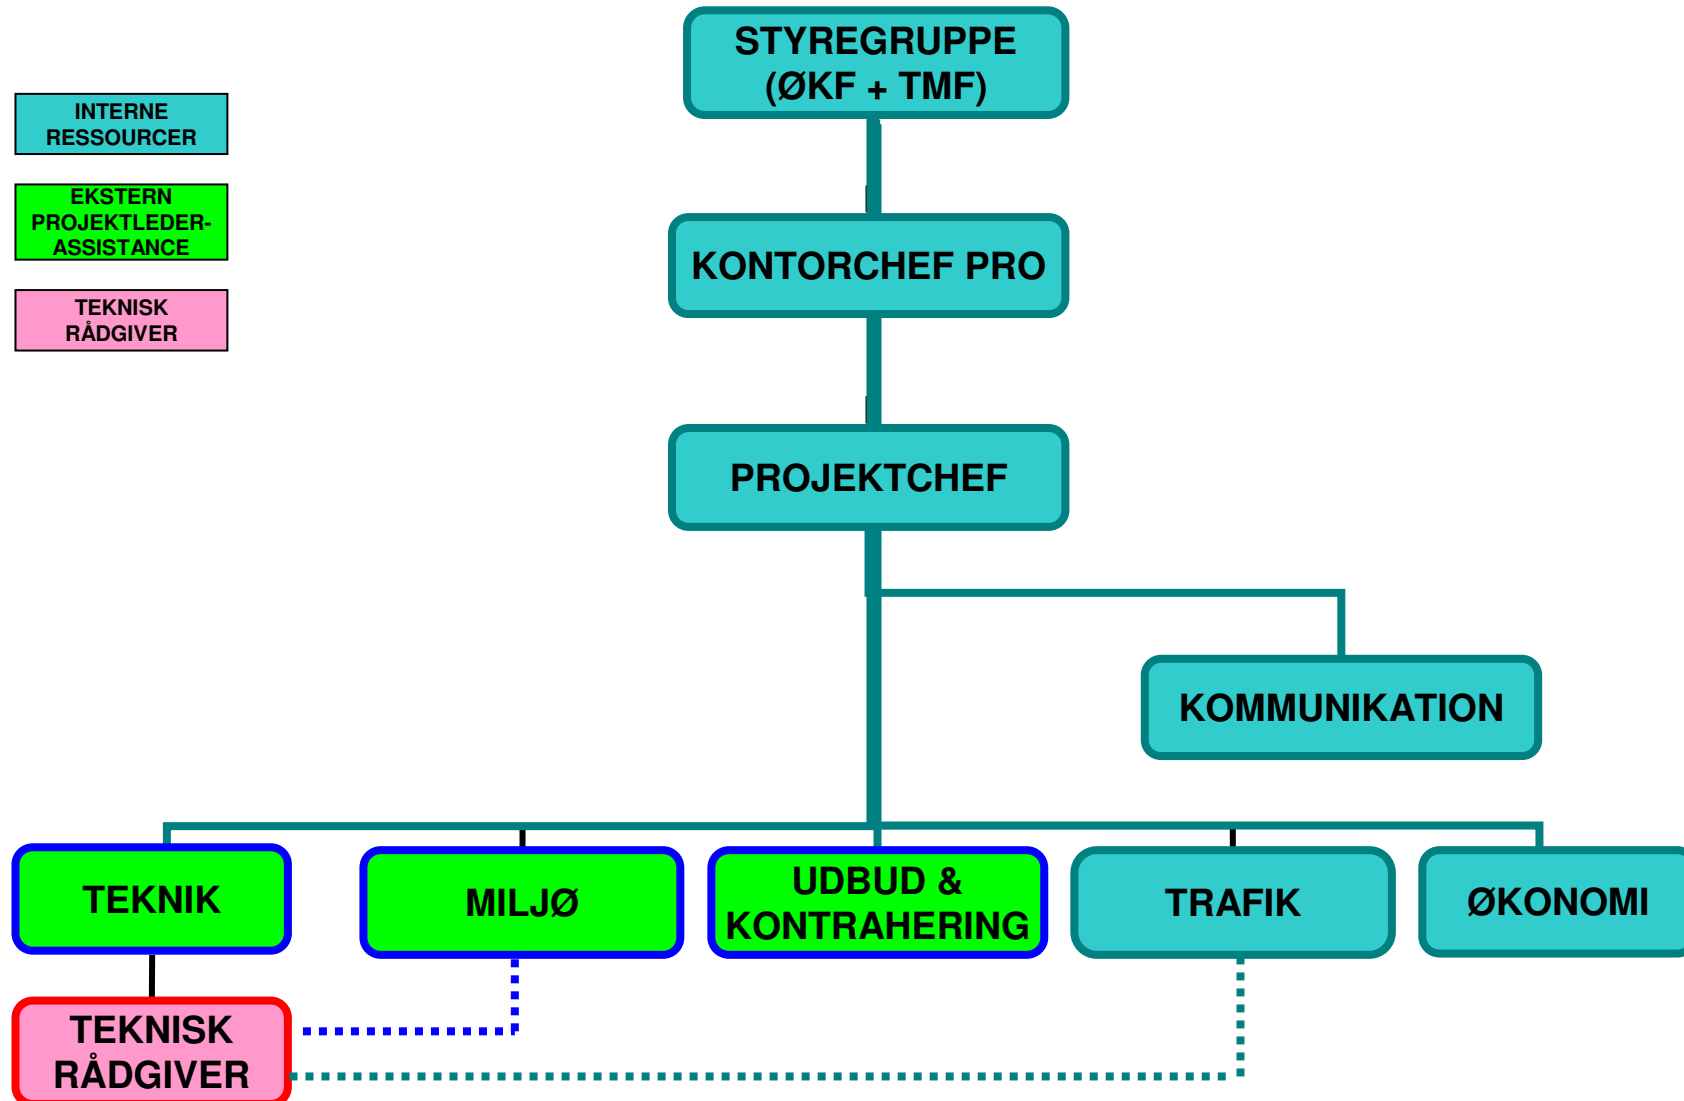 STYREGRUPPE
(ØKF + TMF)
INTERNE
RESSOURCER
EKSTERN
PROJEKTLEDER-
ASSISTANCE
TEKNISK
RÅDGIVER
KONTORCHEF PRO
PROJEKTCHEF
KOMMUNIKATION
TEKNIK
MILJØ
UDBUD &
KONTRAHERING
TRAFIK
ØKONOMI
TEKNISK
RÅDGIVER